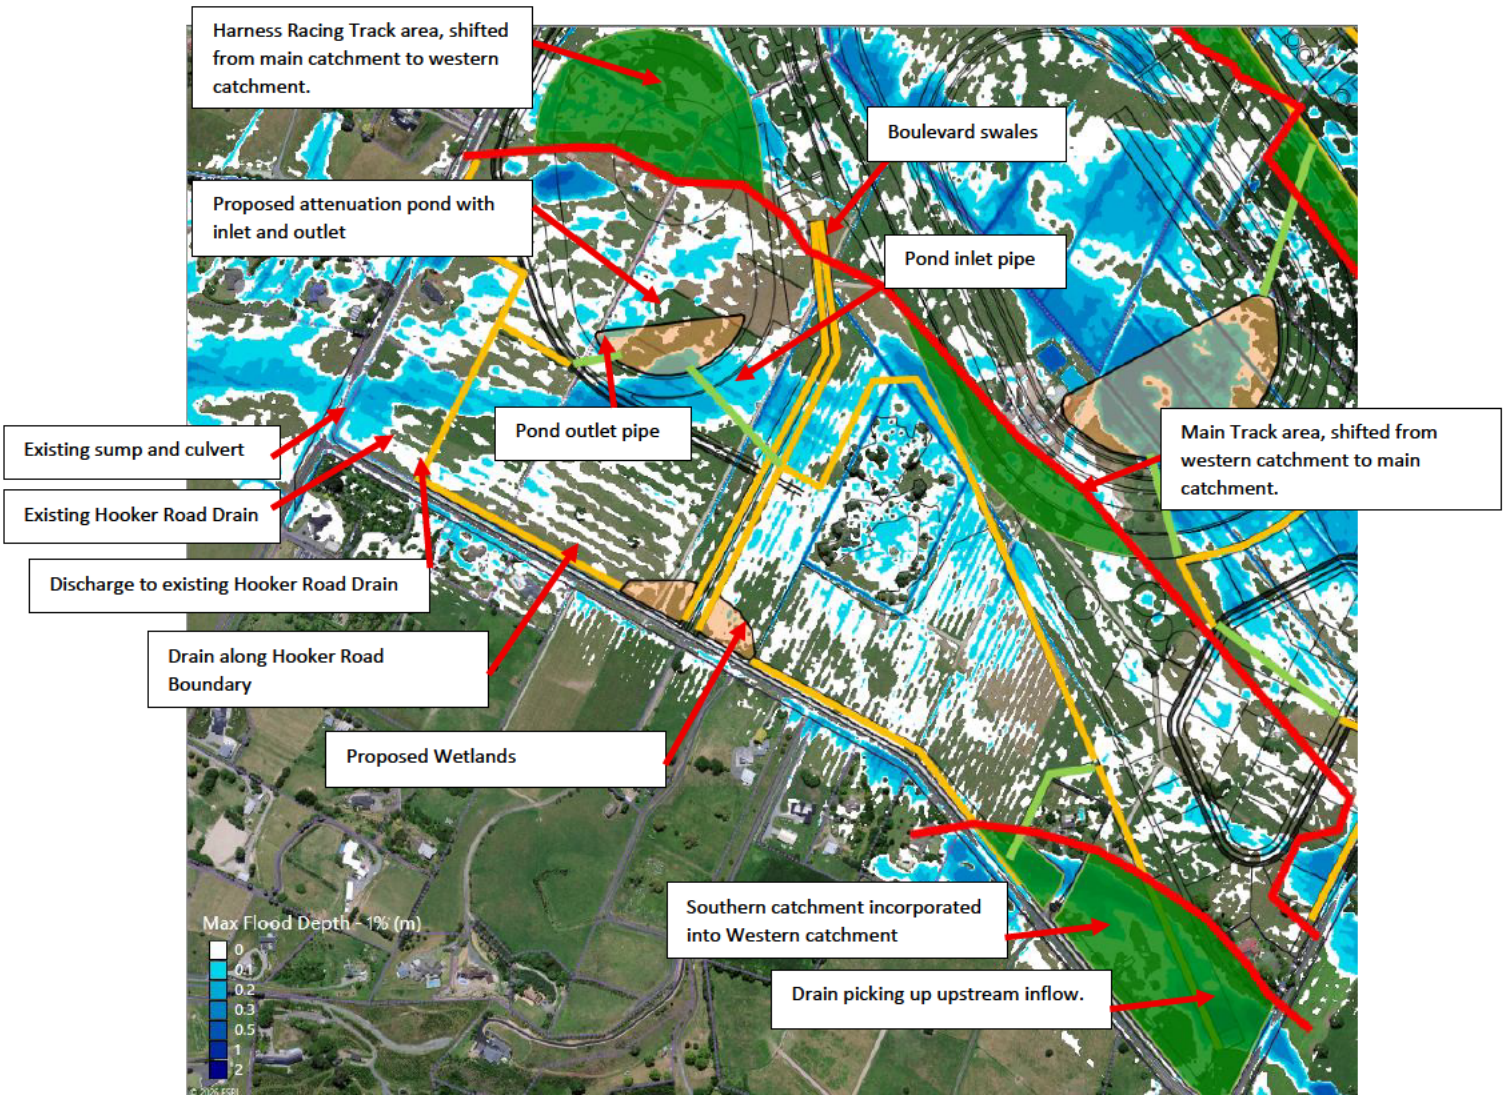 Harness Racing Track area, shifted
from main catchment to western
catchment.
Boulevard swales
Proposed attenuation pond with
inlet and outlet
Pond inlet pipe
Pond outlet pipe
Main Track area, shifted from
western catchment to main
catchment.
Existing sump and culvert
Existing Hooker Road Drain
Discharge to existing Hooker Road Drain
Drain along Hooker Road
Boundary
Proposed Wetlands
Southern catchment incorporated
into Western catchment
Drain picking up upstream inflow.
Max Flood Depth - 1% (m)
0
0.1
0.2
0.3
0.5
1
2